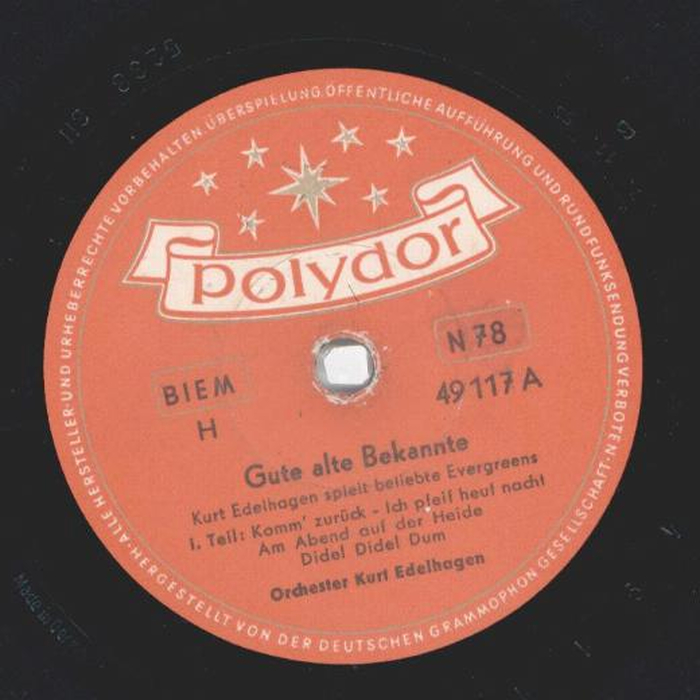 ALLE HERSTELLER-UND URHEBERRECHTE VORBEHALTEN. ÜBERSPIELUNG. ÖFFENTLICHE AUFFÜHRUNG UND RUNDFUNKSENDUNG VERBOTEN.
polydor
N 78
BIEM
49117 A
H
Gute alte Bekannte
Kurt Edelhagen spielt beliebte Evergreens
I. Teil: Komm' zurück - Ich pfeif heut nacht
Am Abend auf der Heide
Didel Didel Dum
Orchester Kurt Edelhagen
HERGESTELLT VON DER DEUTSCHEN GRAMMOPHON GESELLSCHAFT